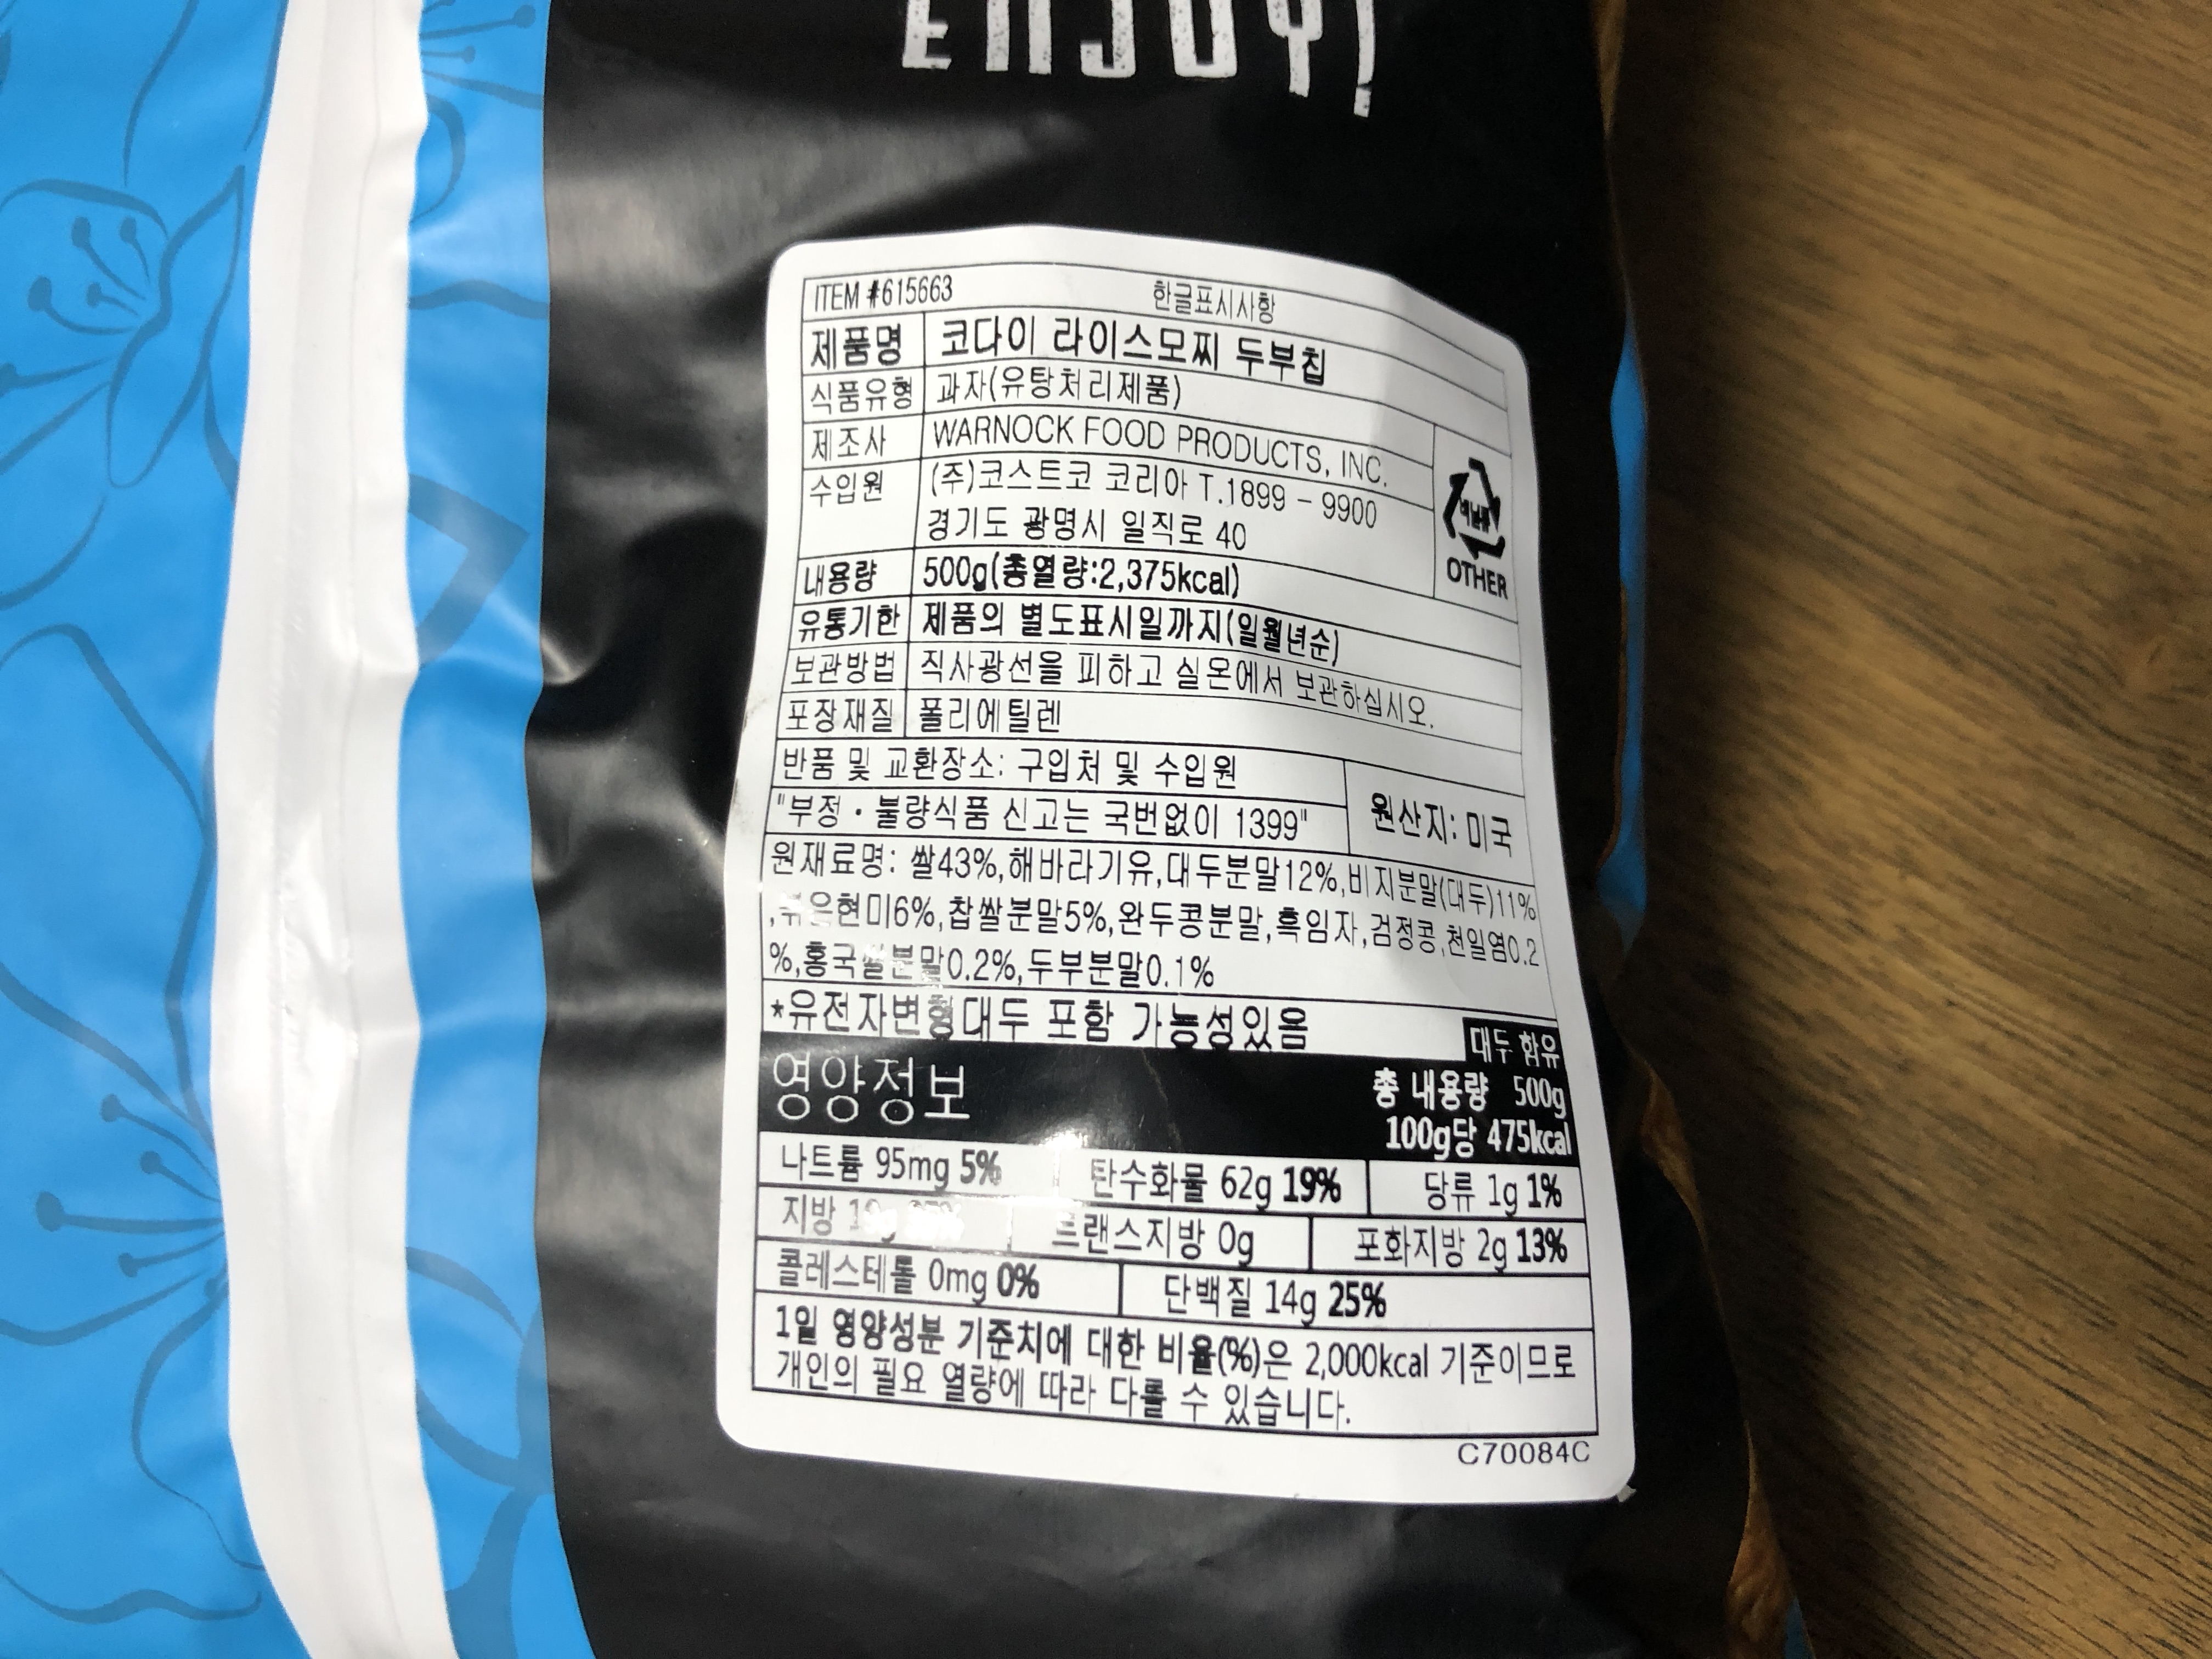 ENJOY!
ITEM #615663 한글표시사항
제품명 코다이 라이스모찌 두부칩
식품유형 과자(유탕처리제품)
제조사 WARNOCK FOOD PRODUCTS, INC.
수입원 (주)코스트코 코리아 T.1899 - 9900
경기도 광명시 일직로 40
비닐류
OTHER
내용량 500g(총열량:2,375kcal)
유통기한 제품의 별도표시일까지(일월년순)
보관방법 직사광선을 피하고 실온에서 보관하십시오.
포장재질 폴리에틸렌
반품 및 교환장소: 구입처 및 수입원
"부정·불량식품 신고는 국번없이 1399"
원산지: 미국
원재료명: 쌀43%,해바라기유,대두분말12%,비지분말(대두)11%
,볶은현미6%,찹쌀분말5%,완두콩분말,흑임자,검정콩,천일염0.2
%,홍국쌀분말0.2%,두부분말0.1%
*유전자변형대두 포함 가능성있음
대두 함유
영양정보
총 내용량 500g
100g당 475kcal
나트륨 95mg 5% 탄수화물 62g 19% 당류 1g 1%
지방 트랜스지방 0g 포화지방 2g 13%
콜레스테롤 0mg 0% 단백질 14g 25%
1일 영양성분 기준치에 대한 비율(%)은 2,000kcal 기준이므로
개인의 필요 열량에 따라 다를 수 있습니다.
C70084C